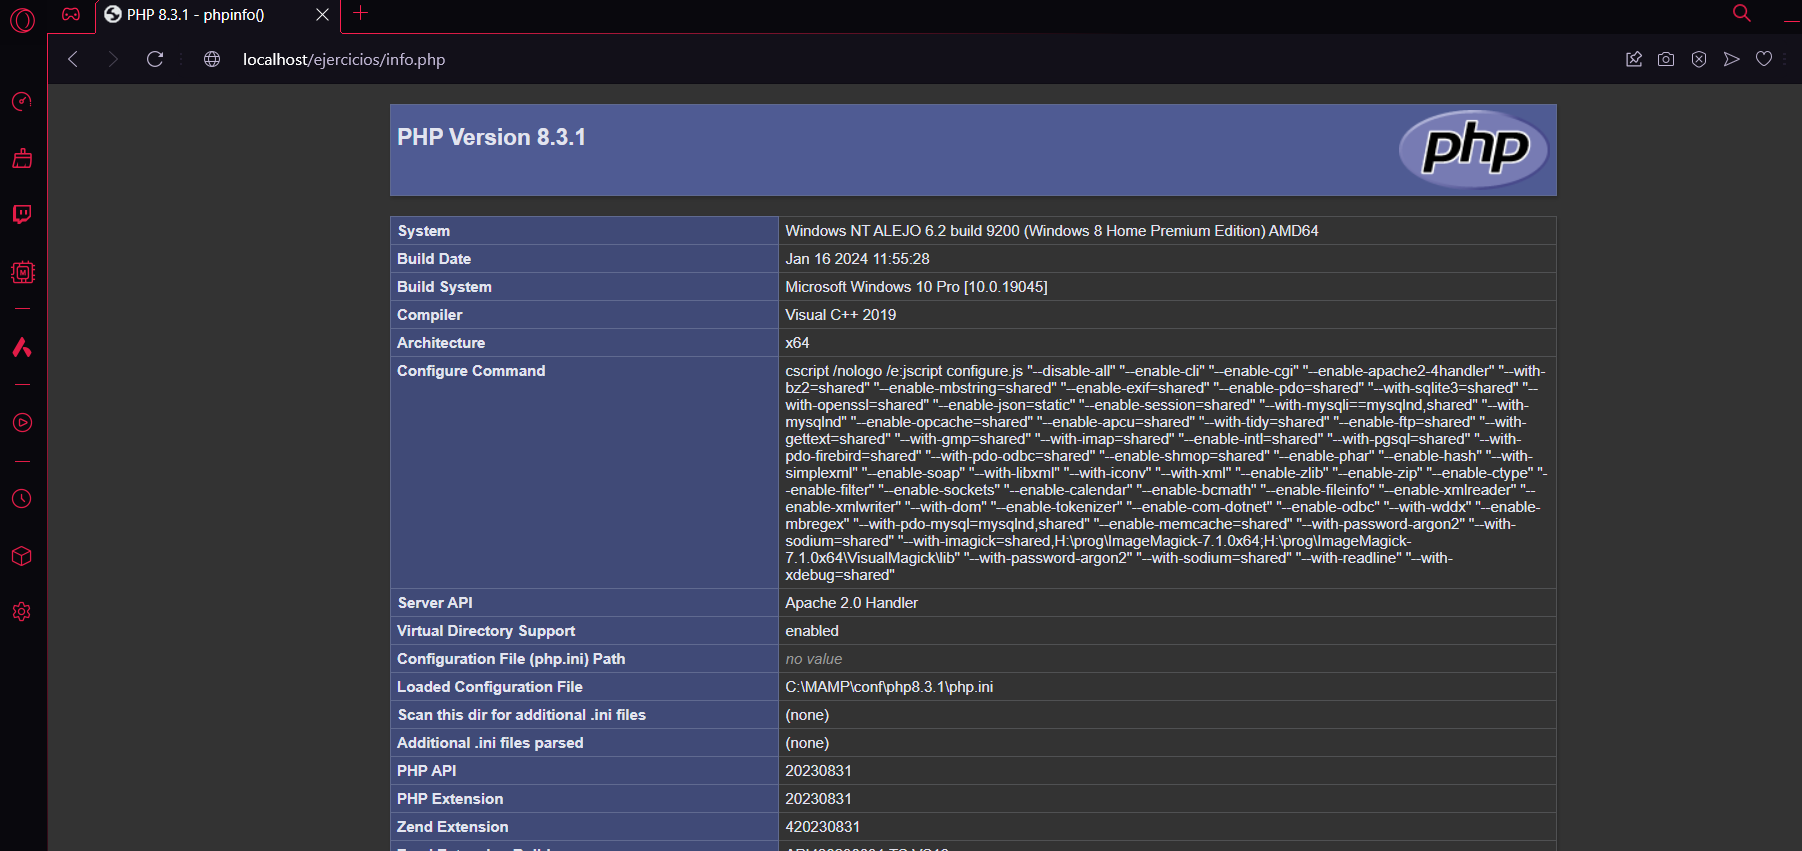 PHP 8.3.1 - phpinfo()
localhost/ejercicios/info.php
PHP Version 8.3.1
php
System
Windows NT ALEJO 6.2 build 9200 (Windows 8 Home Premium Edition) AMD64
Build Date
Jan 16 2024 11:55:28
Build System
Microsoft Windows 10 Pro [10.0.19045]
Compiler
Visual C++ 2019
Architecture
x64
Configure Command
cscript /nologo /e:jscript configure.js "--disable-all" "--enable-cli" "--enable-cgi" "--enable-apache2-4handler" "--with-
bz2=shared" "--enable-mbstring=shared" "--enable-exif=shared" "--enable-pdo=shared" "--with-sqlite3=shared" "--
with-openssl=shared" "--enable-json=static" "--enable-session=shared" "--with-mysqli==mysqlnd,shared" "--with-
mysqlnd" "--enable-opcache=shared" "--enable-apcu=shared" "--with-tidy=shared" "--enable-ftp=shared" "--with-
gettext=shared" "--with-gmp=shared" "--with-imap=shared" "--enable-intl=shared" "--with-pgsql=shared" "--with-
pdo-firebird=shared" "--with-pdo-odbc=shared" "--enable-shmop=shared" "--enable-phar" "--enable-hash" "--with-
simplexml" "--enable-soap" "--with-libxml" "--with-iconv" "--with-xml" "--enable-zlib" "--enable-zip" "--enable-ctype" "-
-enable-filter" "--enable-sockets" "--enable-calendar" "--enable-bcmath" "--enable-fileinfo" "--enable-xmlreader" "--
enable-xmlwriter" "--with-dom" "--enable-tokenizer" "--enable-com-dotnet" "--enable-odbc" "--with-wddx" "--enable-
mbregex" "--with-pdo-mysql=mysqlnd,shared" "--enable-memcache=shared" "--with-password-argon2" "--with-
sodium=shared" "--with-imagick=shared,H:\prog\ImageMagick-7.1.0x64;H:\prog\ImageMagick-
7.1.0x64\VisualMagick\lib" "--with-password-argon2" "--with-sodium=shared" "--with-readline" "--with-
xdebug=shared"
Server API
Apache 2.0 Handler
Virtual Directory Support
enabled
Configuration File (php.ini) Path
no value
Loaded Configuration File
C:\MAMP\conf\php8.3.1\php.ini
Scan this dir for additional .ini files
(none)
Additional .ini files parsed
(none)
PHP API
20230831
PHP Extension
20230831
Zend Extension
420230831